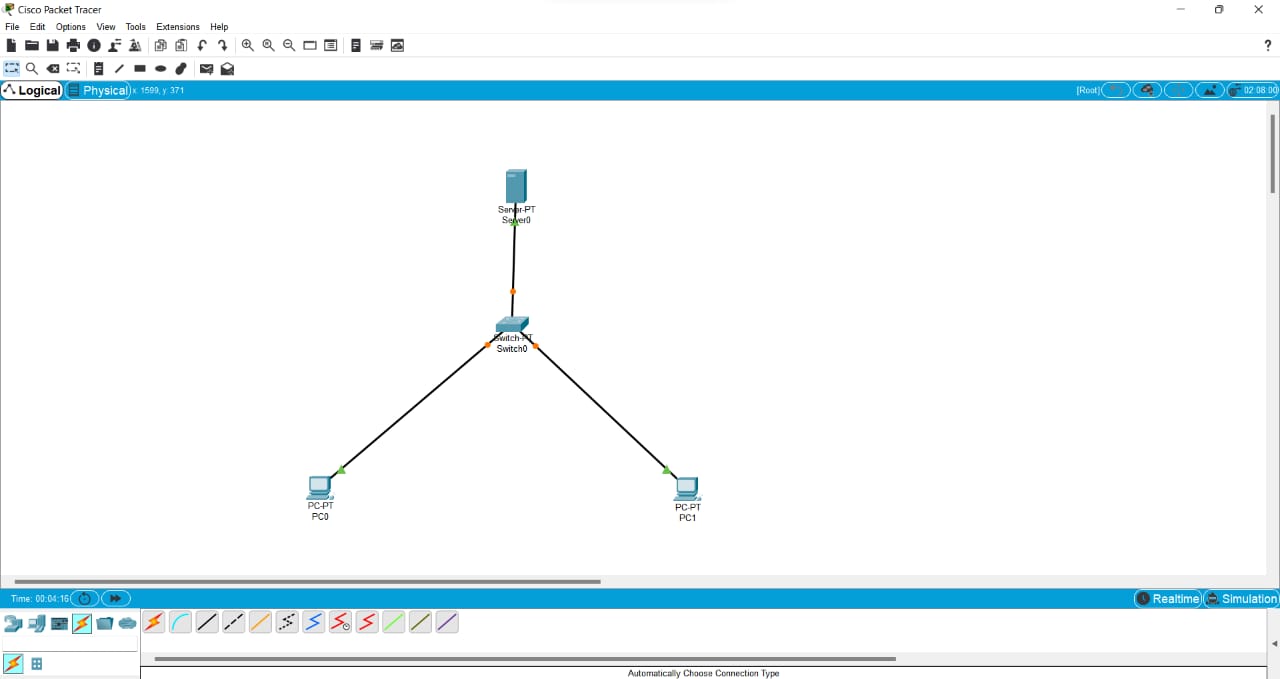 Cisco Packet Tracer
File Edit Options View Tools Extensions Help
?
Logical Physical x: 1599, y: 371 [Root] 02:08:00
Server-PT
Server0
Switch-PT
Switch0
PC-PT
PC0
PC-PT
PC1
Time: 00:04:16 Realtime Simulation
Automatically Choose Connection Type